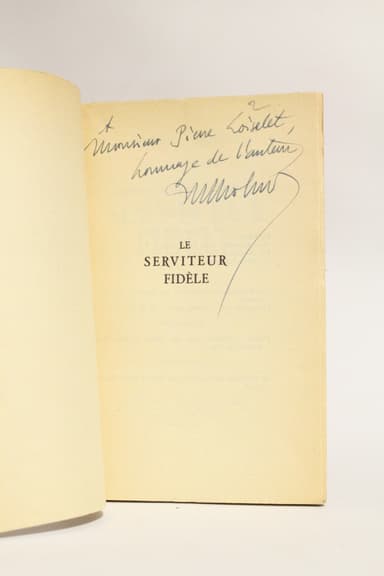 A
Monsieur Pierre Loiselet,
hommage de l'auteur
LE
SERVITEUR
FIDÈLE